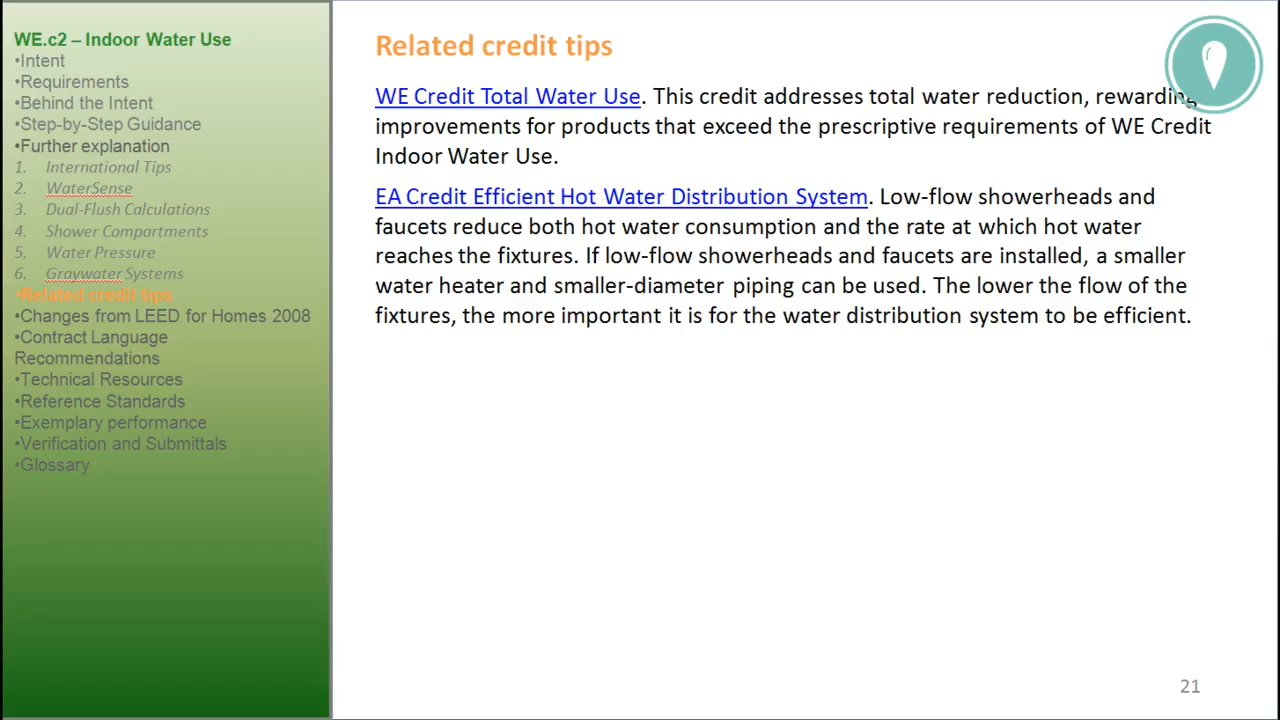 WE.c2 – Indoor Water Use
•Intent
•Requirements
•Behind the Intent
•Step-by-Step Guidance
•Further explanation
1. International Tips
2. WaterSense
3. Dual-Flush Calculations
4. Shower Compartments
5. Water Pressure
6. Graywater Systems
•Related credit tips
•Changes from LEED for Homes 2008
•Contract Language
Recommendations
•Technical Resources
•Reference Standards
•Exemplary performance
•Verification and Submittals
•Glossary
Related credit tips
WE Credit Total Water Use. This credit addresses total water reduction, rewarding
improvements for products that exceed the prescriptive requirements of WE Credit
Indoor Water Use.
EA Credit Efficient Hot Water Distribution System. Low-flow showerheads and
faucets reduce both hot water consumption and the rate at which hot water
reaches the fixtures. If low-flow showerheads and faucets are installed, a smaller
water heater and smaller-diameter piping can be used. The lower the flow of the
fixtures, the more important it is for the water distribution system to be efficient.
21